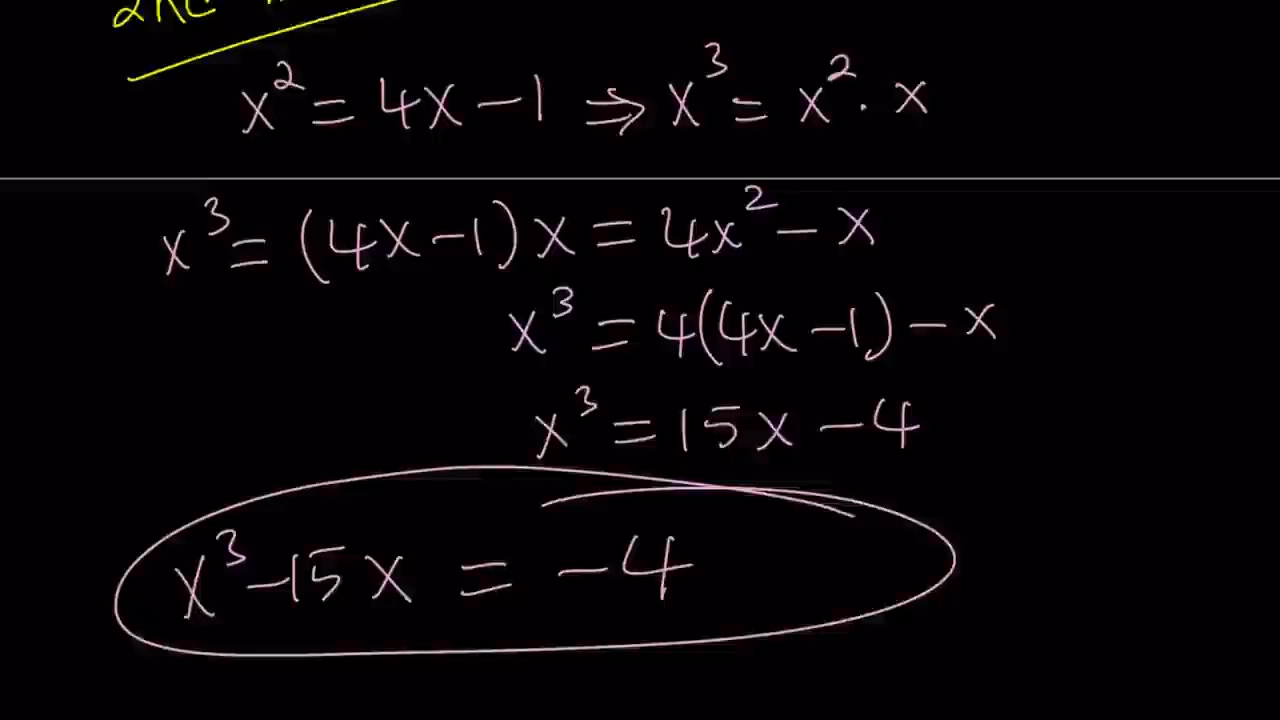 x² = 4x - 1 ⇒ x³ = x² · x
x³ = (4x - 1)x = 4x² - x
x³ = 4(4x - 1) - x
x³ = 15x - 4
x³ - 15x = -4